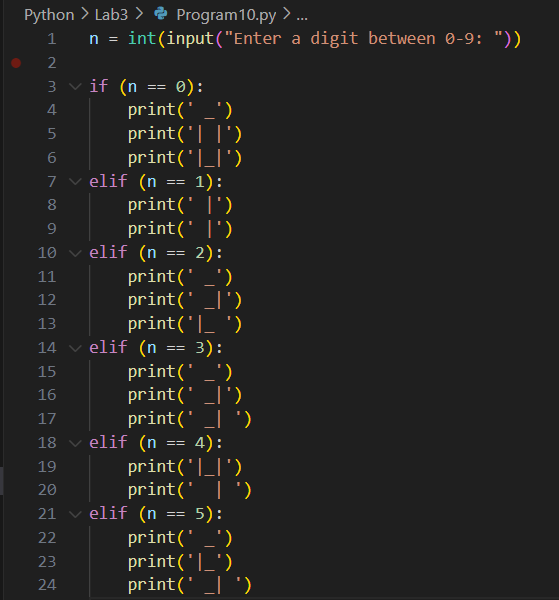 Python > Lab3 > Program10.py > ...
1 n = int(input("Enter a digit between 0-9: "))
2
3 if (n == 0):
4     print(' _')
5     print('| |')
6     print('|_|')
7 elif (n == 1):
8     print(' |')
9     print(' |')
10 elif (n == 2):
11     print(' _')
12     print(' _|')
13     print('|_ ')
14 elif (n == 3):
15     print(' _')
16     print(' _|')
17     print(' _| ')
18 elif (n == 4):
19     print('|_|')
20     print('  | ')
21 elif (n == 5):
22     print(' _')
23     print('|_')
24     print(' _| ')